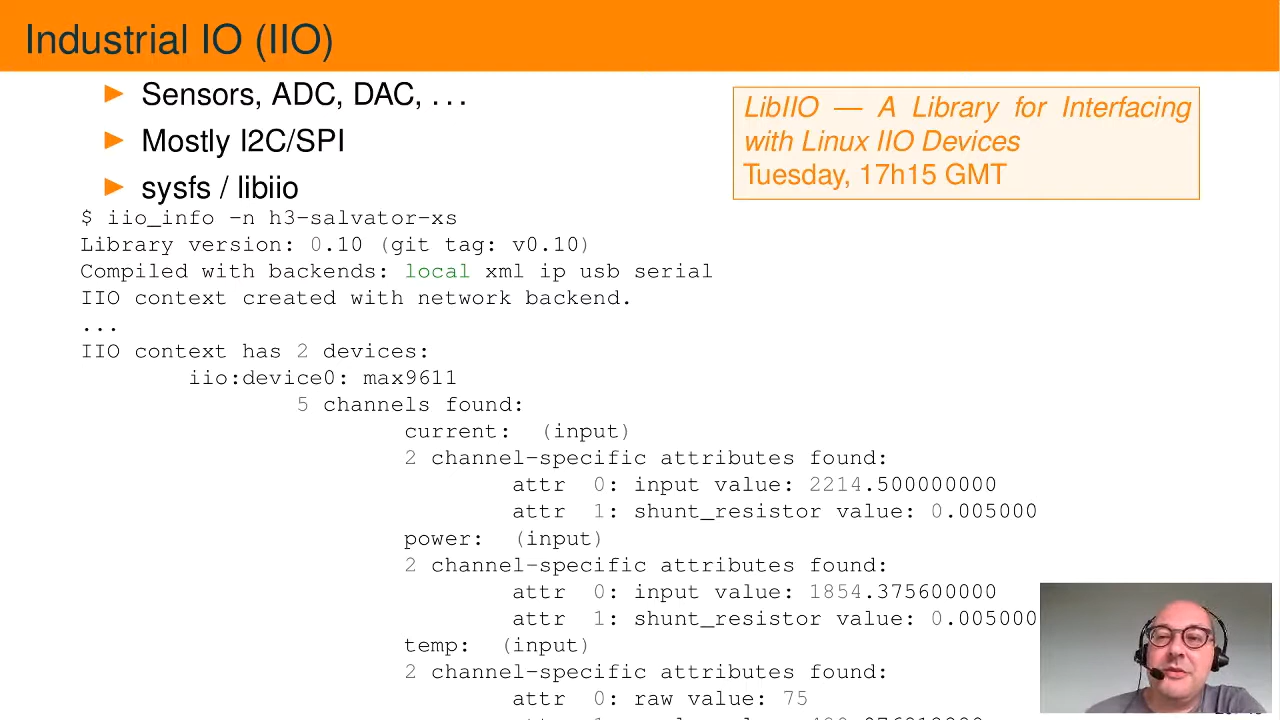 Industrial IO (IIO)
▶ Sensors, ADC, DAC, ...
▶ Mostly I2C/SPI
▶ sysfs / libiio
LibIIO — A Library for Interfacing
with Linux IIO Devices
Tuesday, 17h15 GMT
$ iio_info -n h3-salvator-xs
Library version: 0.10 (git tag: v0.10)
Compiled with backends: local xml ip usb serial
IIO context created with network backend.
...
IIO context has 2 devices:
iio:device0: max9611
5 channels found:
current:  (input)
2 channel-specific attributes found:
attr  0: input value: 2214.500000000
attr  1: shunt_resistor value: 0.005000
power:  (input)
2 channel-specific attributes found:
attr  0: input value: 1854.375600000
attr  1: shunt_resistor value: 0.005000
temp:  (input)
2 channel-specific attributes found:
attr  0: raw value: 75